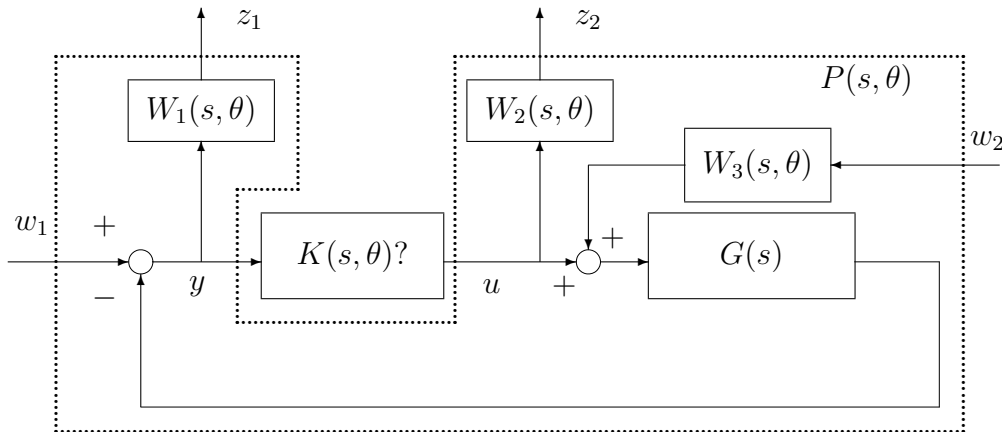 z₁ z₂
W₁(s, θ) W₂(s, θ) P(s, θ)
W₃(s, θ) w₂
w₁ + +
K(s, θ)? G(s)
− y u +